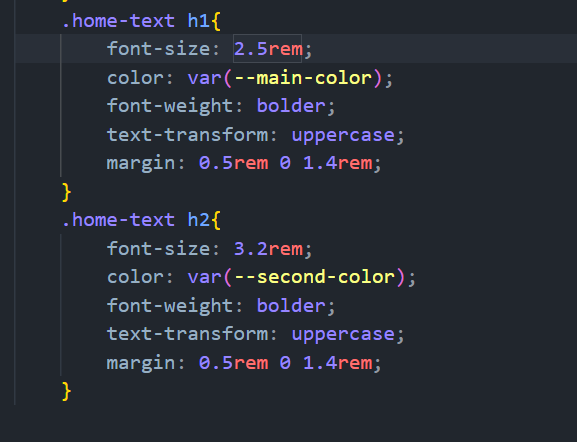 }
.home-text h1{
font-size: 2.5rem;
color: var(--main-color);
font-weight: bolder;
text-transform: uppercase;
margin: 0.5rem 0 1.4rem;
}
.home-text h2{
font-size: 3.2rem;
color: var(--second-color);
font-weight: bolder;
text-transform: uppercase;
margin: 0.5rem 0 1.4rem;
}